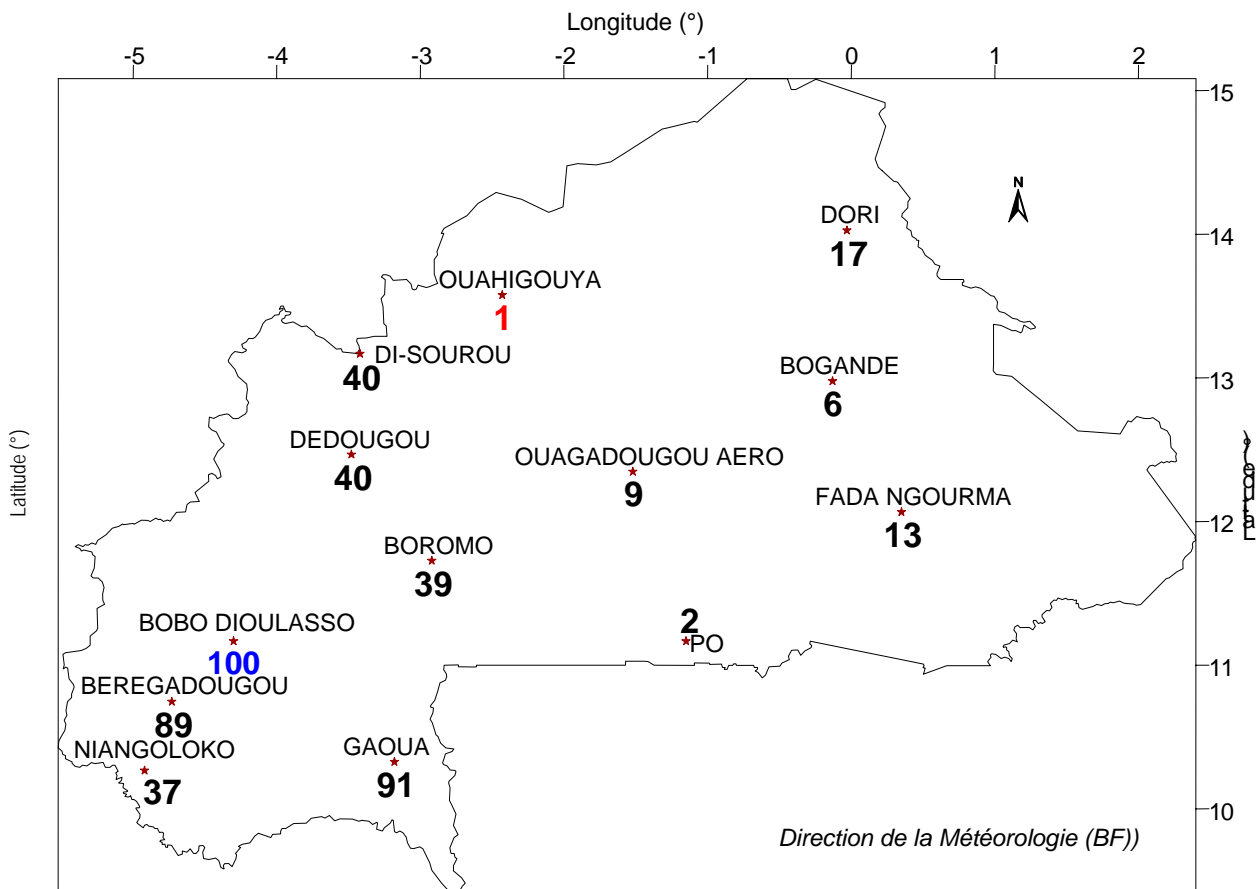 Longitude (°)
-5 -4 -3 -2 -1 0 1 2
15
N
DORI
17
14
OUAHIGOUYA
1
DI-SOUROU
40
BOGANDE
6
13
DEDOUGOU
40
OUAGADOUGOU AERO
9
Latitude (°)
Latitude (°)
FADA NGOURMA
13
12
BOROMO
39
BOBO DIOULASSO
100
2
PO
11
BEREGADOUGOU
89
NIANGOLOKO
37
GAOUA
91
10
Direction de la Météorologie (BF))